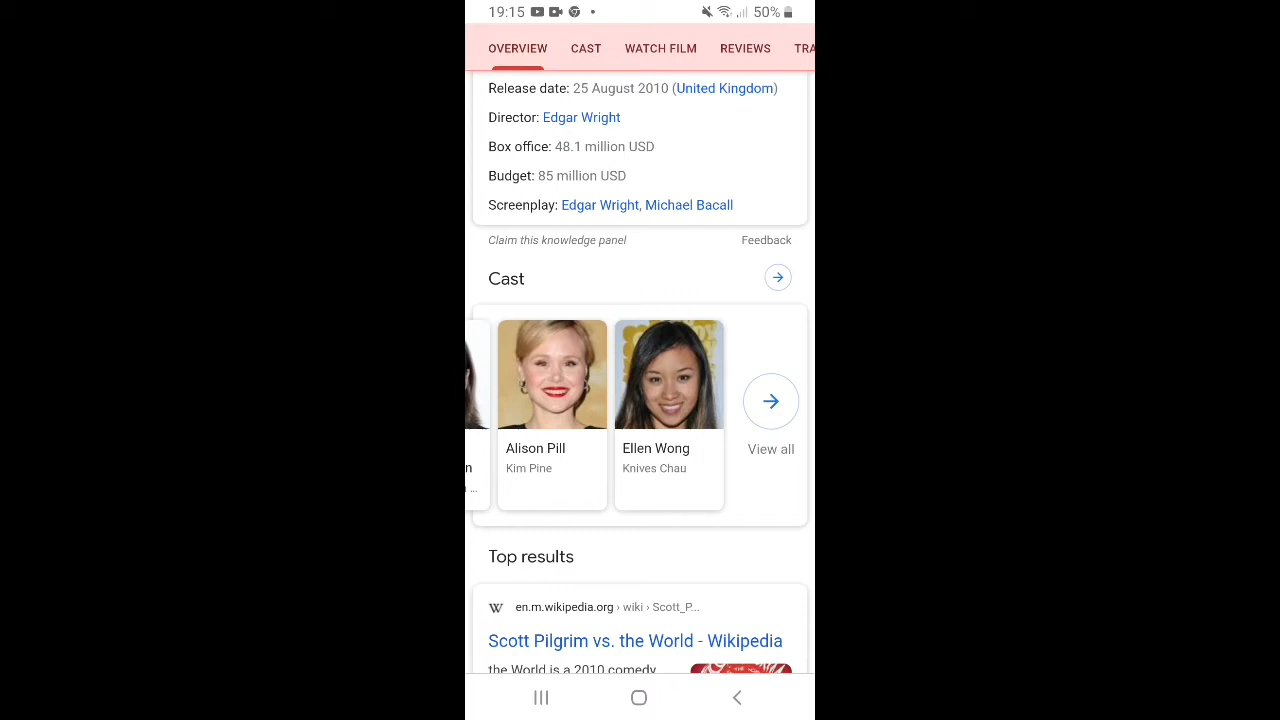 19:15 50%
OVERVIEW CAST WATCH FILM REVIEWS TRA
Release date: 25 August 2010 (United Kingdom)
Director: Edgar Wright
Box office: 48.1 million USD
Budget: 85 million USD
Screenplay: Edgar Wright, Michael Bacall
Claim this knowledge panel Feedback
Cast
Alison Pill
Kim Pine
Ellen Wong
Knives Chau
View all
n
...
Top results
W en.m.wikipedia.org › wiki › Scott_P...
Scott Pilgrim vs. the World - Wikipedia
the World is a 2010 comedy